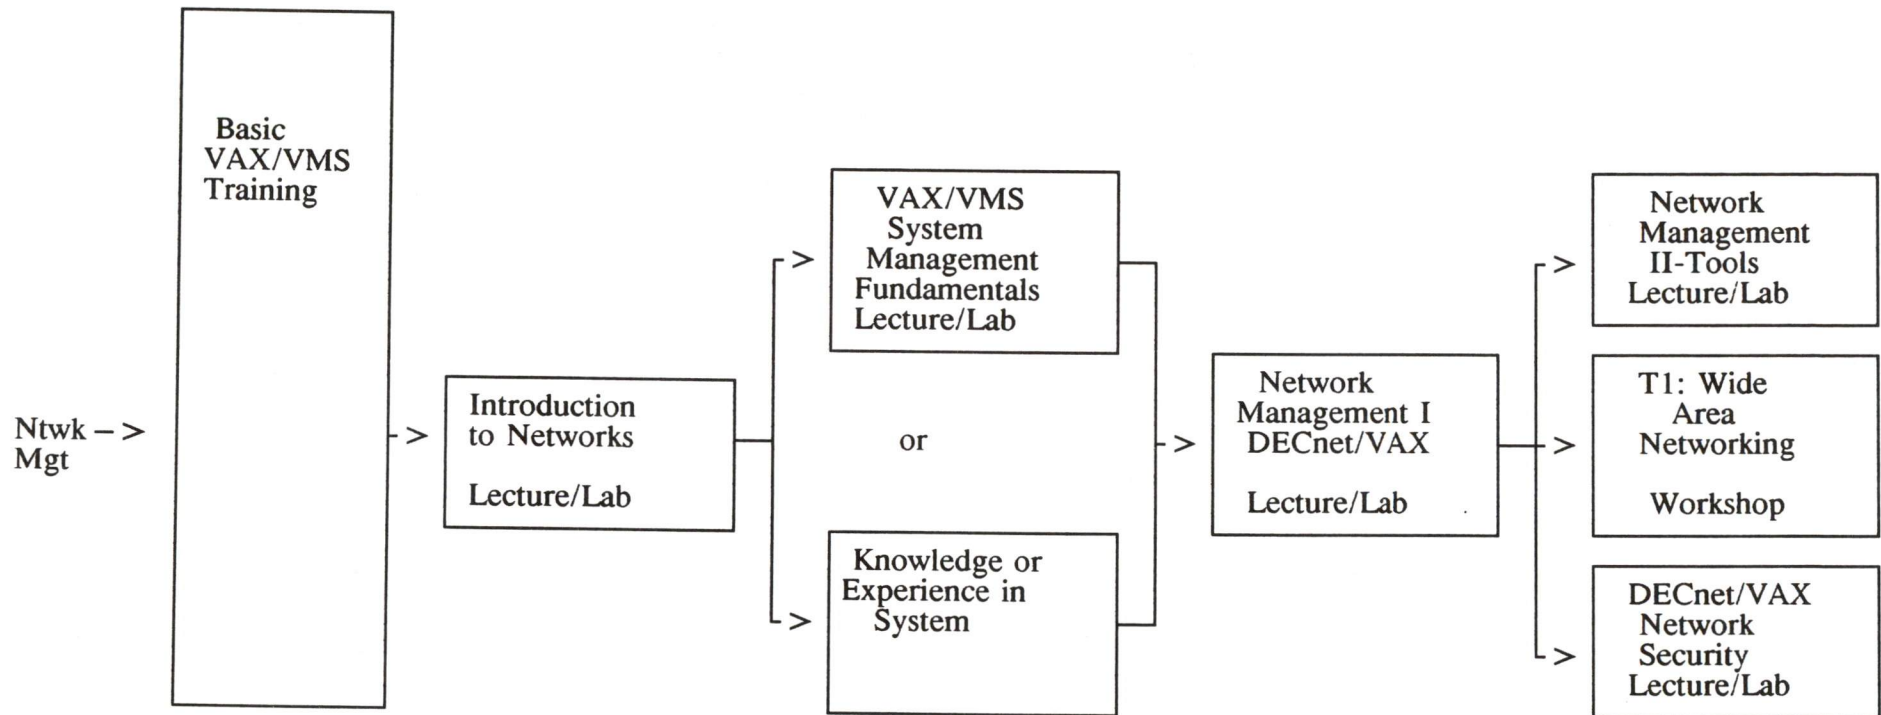 Ntwk – >
Mgt
Basic
VAX/VMS
Training
- >
Introduction
to Networks
Lecture/Lab
>
VAX/VMS
System
Management
Fundamentals
Lecture/Lab
or
>
Knowledge or
Experience in
System
>
Network
Management I
DECnet/VAX
Lecture/Lab
>
Network
Management
II-Tools
Lecture/Lab
>
T1: Wide
Area
Networking
Workshop
>
DECnet/VAX
Network
Security
Lecture/Lab